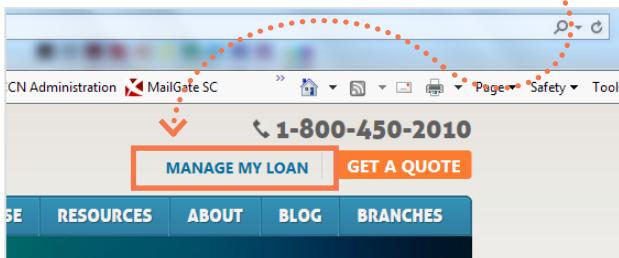 CN Administration MailGate SC » Page Safety Tool
1-800-450-2010
MANAGE MY LOAN GET A QUOTE
SE RESOURCES ABOUT BLOG BRANCHES